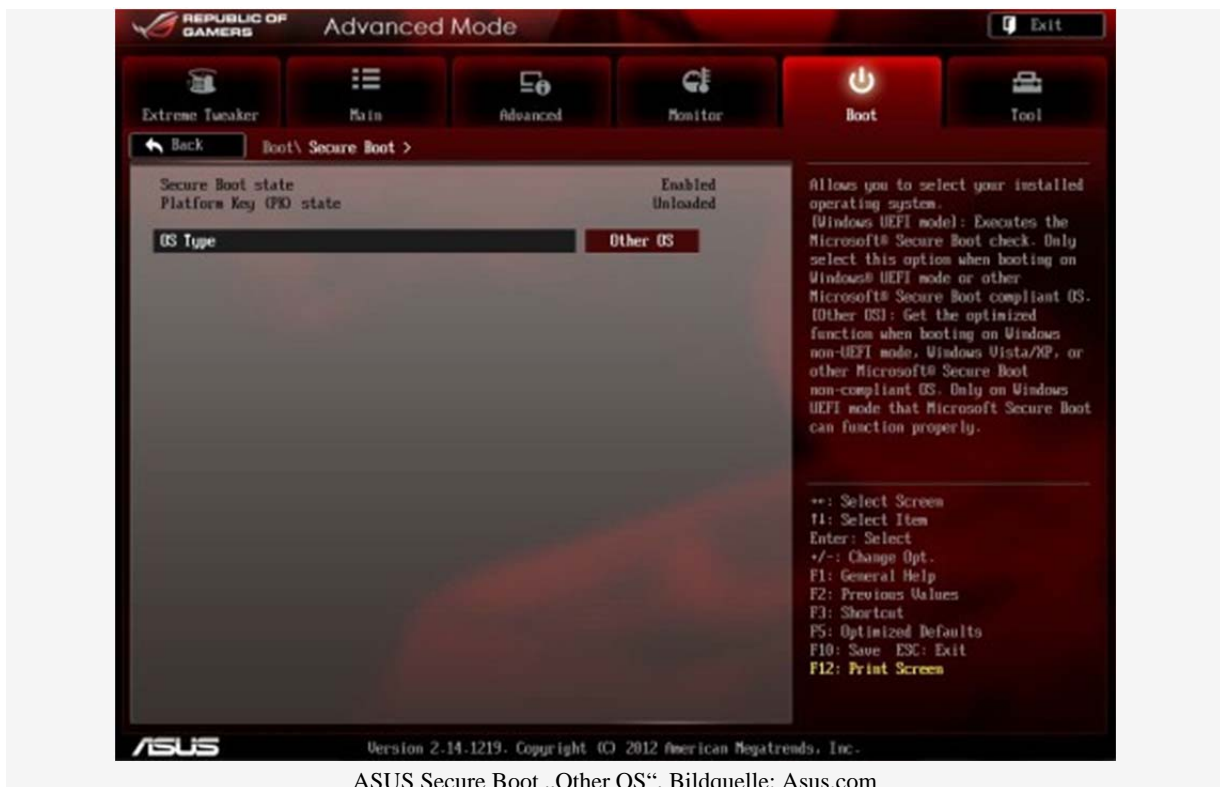 REPUBLIC OF
GAMERS
Advanced Mode
Exit
Extreme Tweaker
Main
Advanced
Monitor
Boot
Tool
Back
Boot\ Secure Boot >
Secure Boot state Enabled
Platform Key (PK) state Unloaded
OS Type Other OS
Allows you to select your installed
operating system.
[Windows UEFI mode]: Executes the
Microsoft® Secure Boot check. Only
select this option when booting on
Windows® UEFI mode or other
Microsoft® Secure Boot compliant OS.
[Other OS]: Get the optimized
function when booting on Windows
non-UEFI mode, Windows Vista/XP, or
other Microsoft® Secure Boot
non-compliant OS. Only on Windows
UEFI mode that Microsoft Secure Boot
can function properly.
→←: Select Screen
↑↓: Select Item
Enter: Select
+/-: Change Opt.
F1: General Help
F2: Previous Values
F3: Shortcut
F5: Optimized Defaults
F10: Save ESC: Exit
F12: Print Screen
ASUS
Version 2.14.1219. Copyright (C) 2012 American Megatrends, Inc.
ASUS Secure Boot „Other OS“, Bildquelle: Asus.com